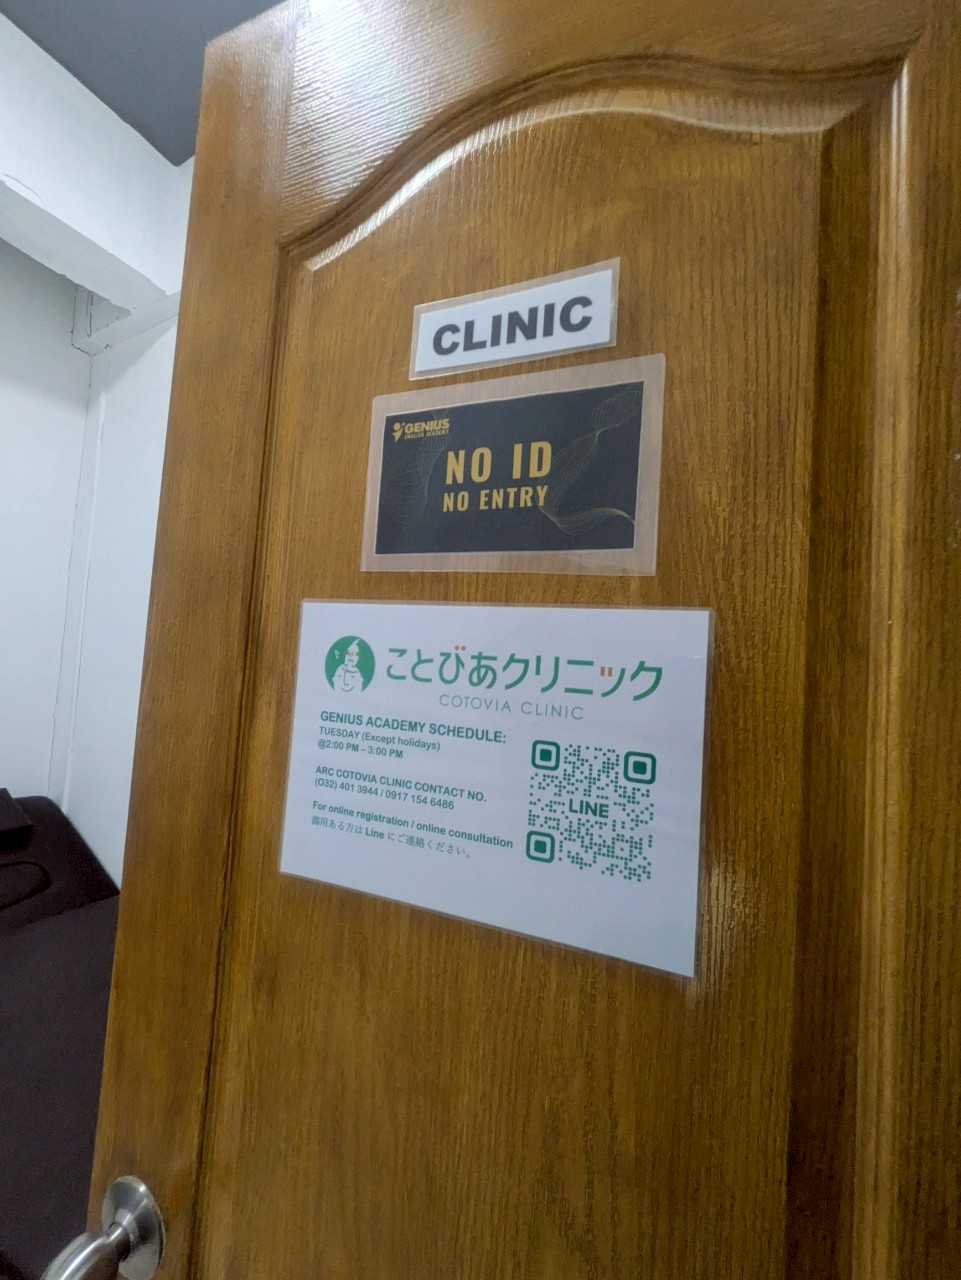 CLINIC
GENIUS
ENGLISH ACADEMY
NO ID
NO ENTRY
ことびあクリニック
COTOVIA CLINIC
GENIUS ACADEMY SCHEDULE:
TUESDAY (Except holidays)
@2:00 PM – 3:00 PM
ARC COTOVIA CLINIC CONTACT NO.
(032) 401 3944 / 0917 154 6486
For online registration / online consultation
御用ある方は Line にご連絡ください。
LINE